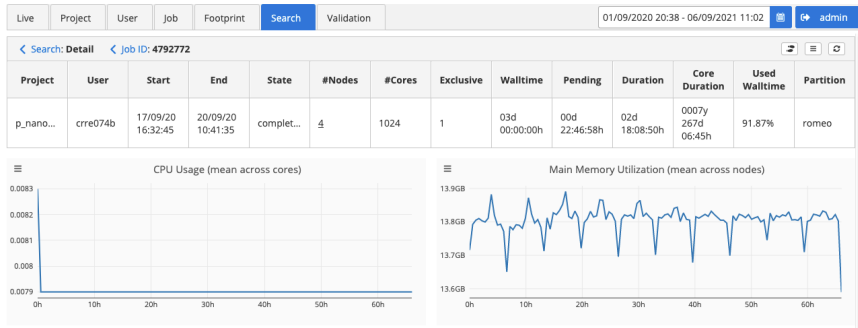 Live Project User Job Footprint Search Validation 01/09/2020 20:38 - 06/09/2021 11:02 admin
Search: Detail Job ID: 4792772
Project User Start End State #Nodes #Cores Exclusive Walltime Pending Duration Core Duration Used Walltime Partition
p_nano... crre074b 17/09/20 16:32:45 20/09/20 10:41:35 complet... 4 1024 1 03d 00:00:00h 00d 22:46:58h 02d 18:08:50h 0007y 267d 06:45h 91.87% romeo
CPU Usage (mean across cores)
0.0083
0.0082
0.0081
0.008
0.0079
0h 10h 20h 30h 40h 50h 60h
Main Memory Utilization (mean across nodes)
13.9GB
13.8GB
13.7GB
13.6GB
0h 10h 20h 30h 40h 50h 60h